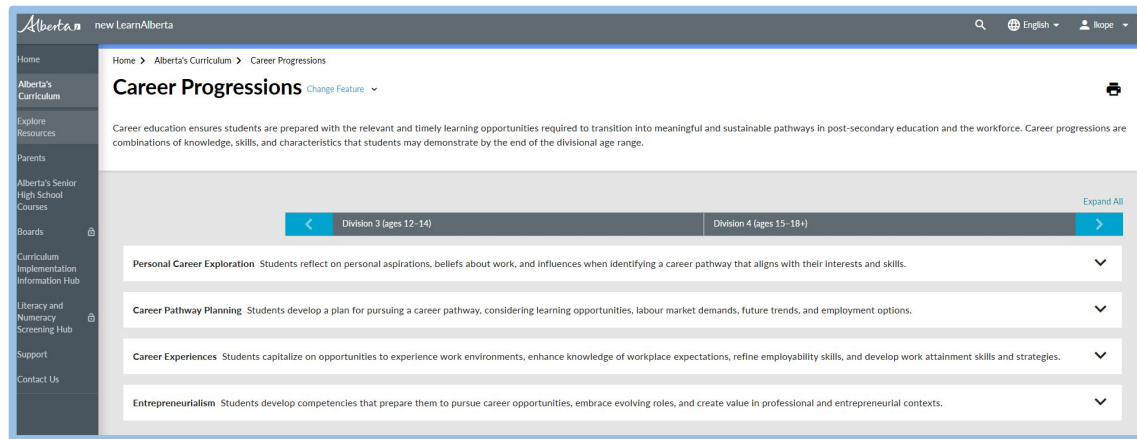 Alberta new LearnAlberta
English
Ikope
Home
Alberta's
Curriculum
Explore
Resources
Parents
Alberta's Senior
High School
Courses
Boards
Curriculum
Implementation
Information Hub
Literacy and
Numeracy
Screening Hub
Support
Contact Us
Home > Alberta's Curriculum > Career Progressions
Career Progressions Change Feature
Career education ensures students are prepared with the relevant and timely learning opportunities required to transition into meaningful and sustainable pathways in post-secondary education and the workforce. Career progressions are
combinations of knowledge, skills, and characteristics that students may demonstrate by the end of the divisional age range.
Expand All
Division 3 (ages 12–14) Division 4 (ages 15–18+)
Personal Career Exploration Students reflect on personal aspirations, beliefs about work, and influences when identifying a career pathway that aligns with their interests and skills.
Career Pathway Planning Students develop a plan for pursuing a career pathway, considering learning opportunities, labour market demands, future trends, and employment options.
Career Experiences Students capitalize on opportunities to experience work environments, enhance knowledge of workplace expectations, refine employability skills, and develop work attainment skills and strategies.
Entrepreneurialism Students develop competencies that prepare them to pursue career opportunities, embrace evolving roles, and create value in professional and entrepreneurial contexts.